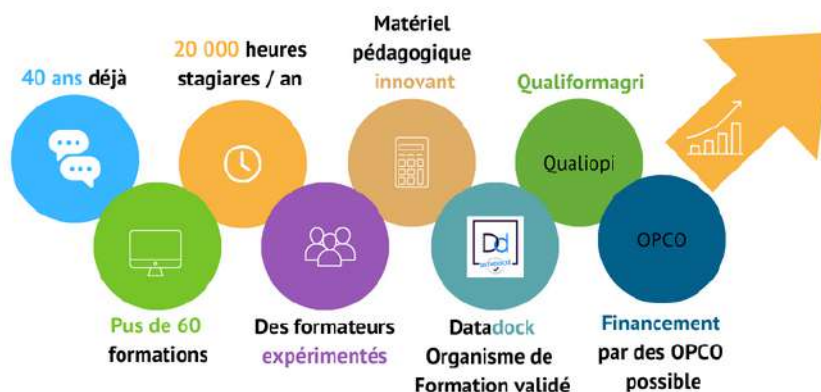 40 ans déjà
20 000 heures
stagiares / an
Matériel
pédagogique
innovant
Qualiformagri
Qualiopi
OPCO
Dd
Pus de 60
formations
Des formateurs
expérimentés
Datadock
Organisme de
Formation validé
Financement
par des OPCO
possible